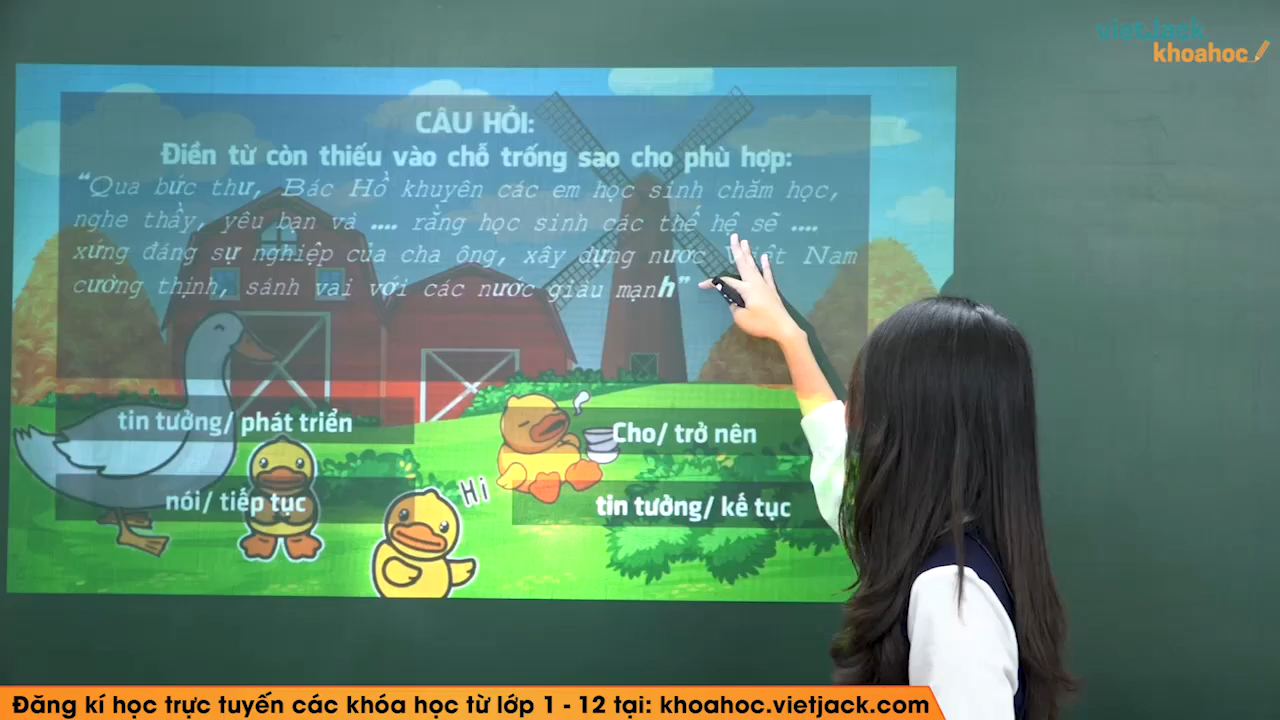 vietjack
khoahoc
CÂU HỎI:
Điền từ còn thiếu vào chỗ trống sao cho phù hợp:
"Qua bức thư, Bác Hồ khuyên các em học sinh chăm học,
nghe thầy, yêu bạn và .... rằng học sinh các thế hệ sẽ ....
xứng đáng sự nghiệp của cha ông, xây dựng nước Việt Nam
cường thịnh, sánh vai với các nước giàu mạnh"
tin tưởng/ phát triển
Cho/ trở nên
Hi
nói/ tiếp tục
tin tưởng/ kế tục
Đăng kí học trực tuyến các khóa học từ lớp 1 - 12 tại: khoahoc.vietjack.com